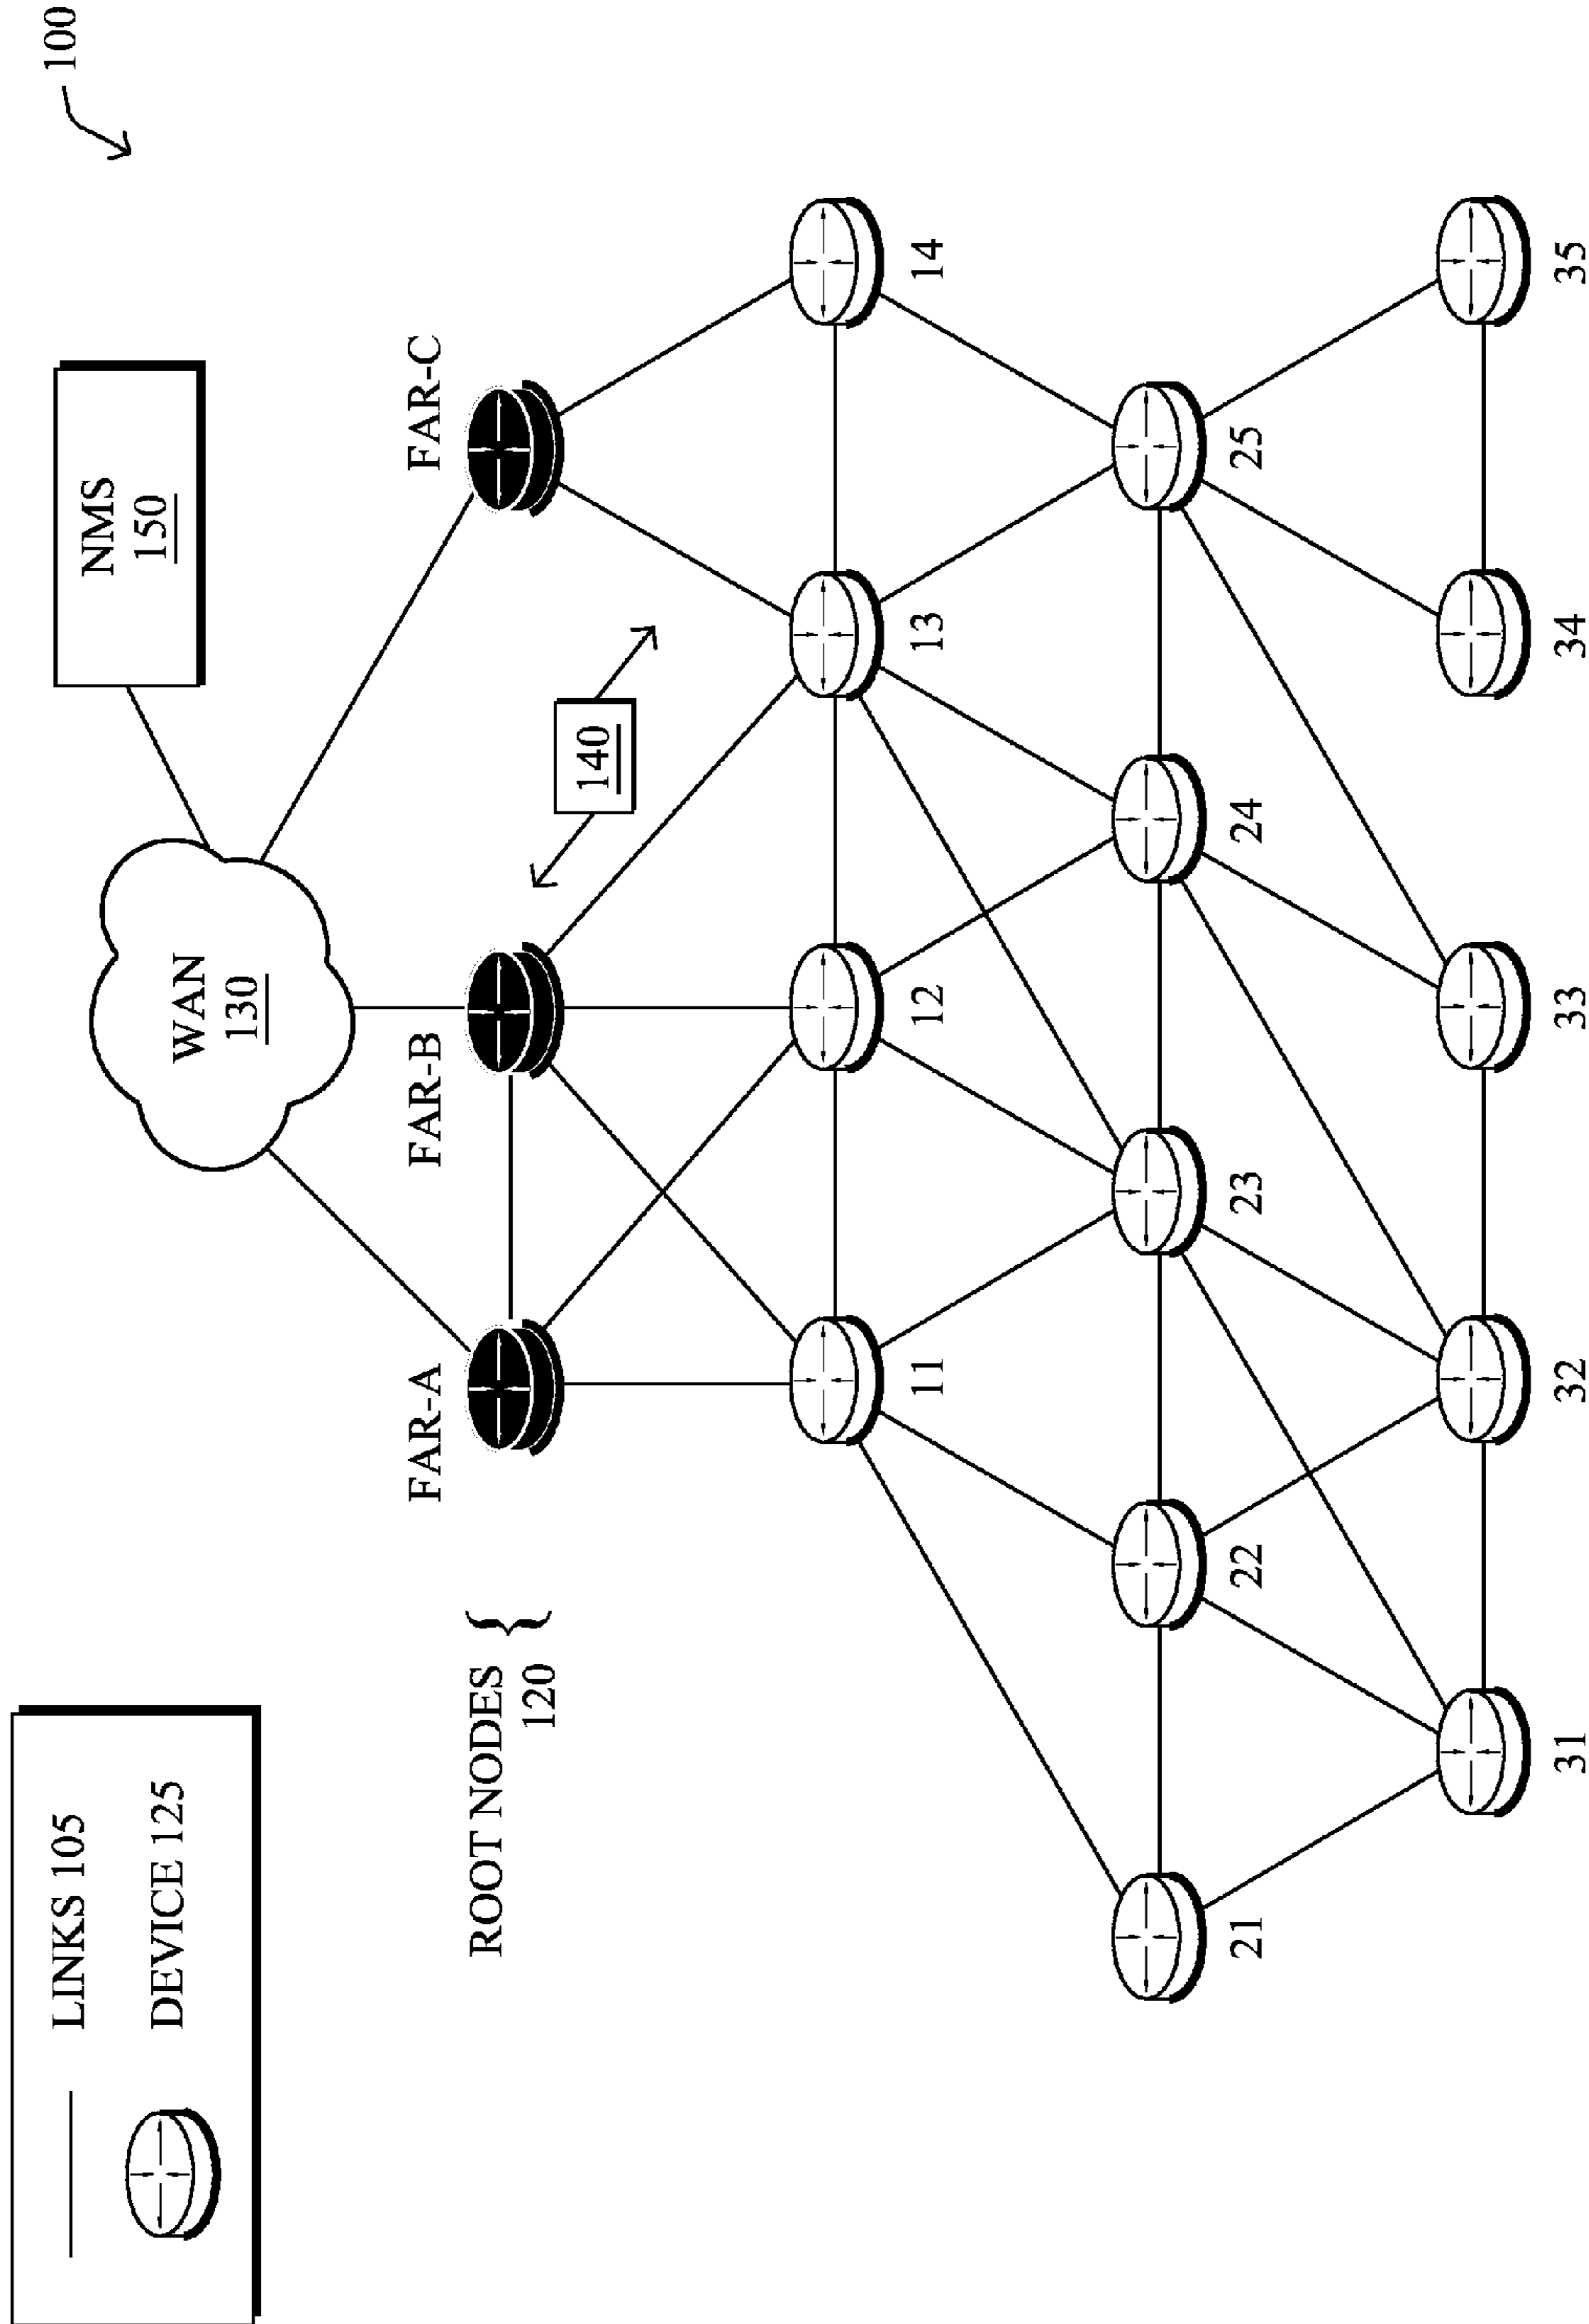 LINKS 105
DEVICE 125
100
NMS
150
WAN
130
ROOT NODES
120
FAR-A
FAR-B
FAR-C
140
11
12
13
14
21
22
23
24
25
31
32
33
34
35